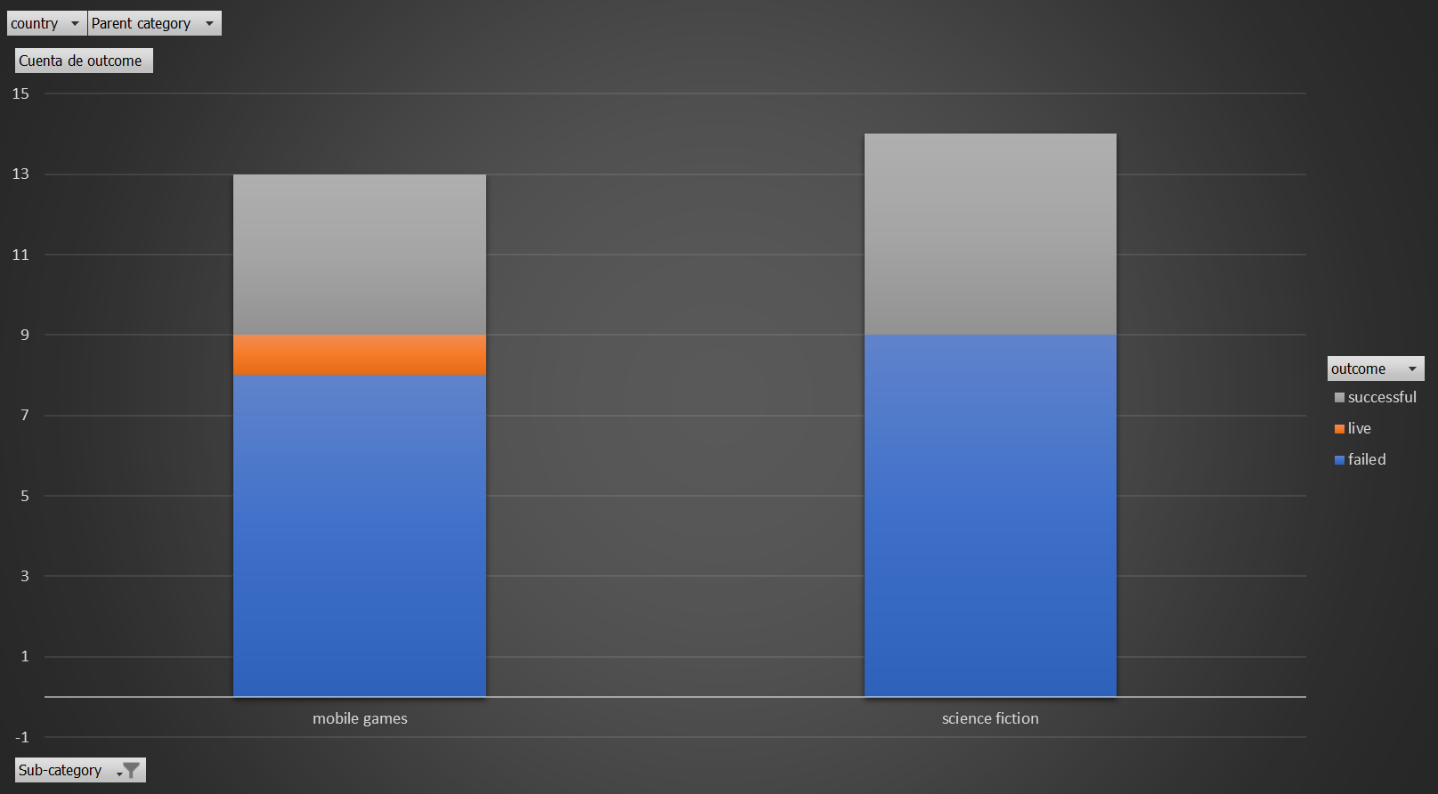 country
Parent category
Cuenta de outcome
15
13
11
9
7
5
3
1
-1
mobile games
science fiction
outcome
successful
live
failed
Sub-category